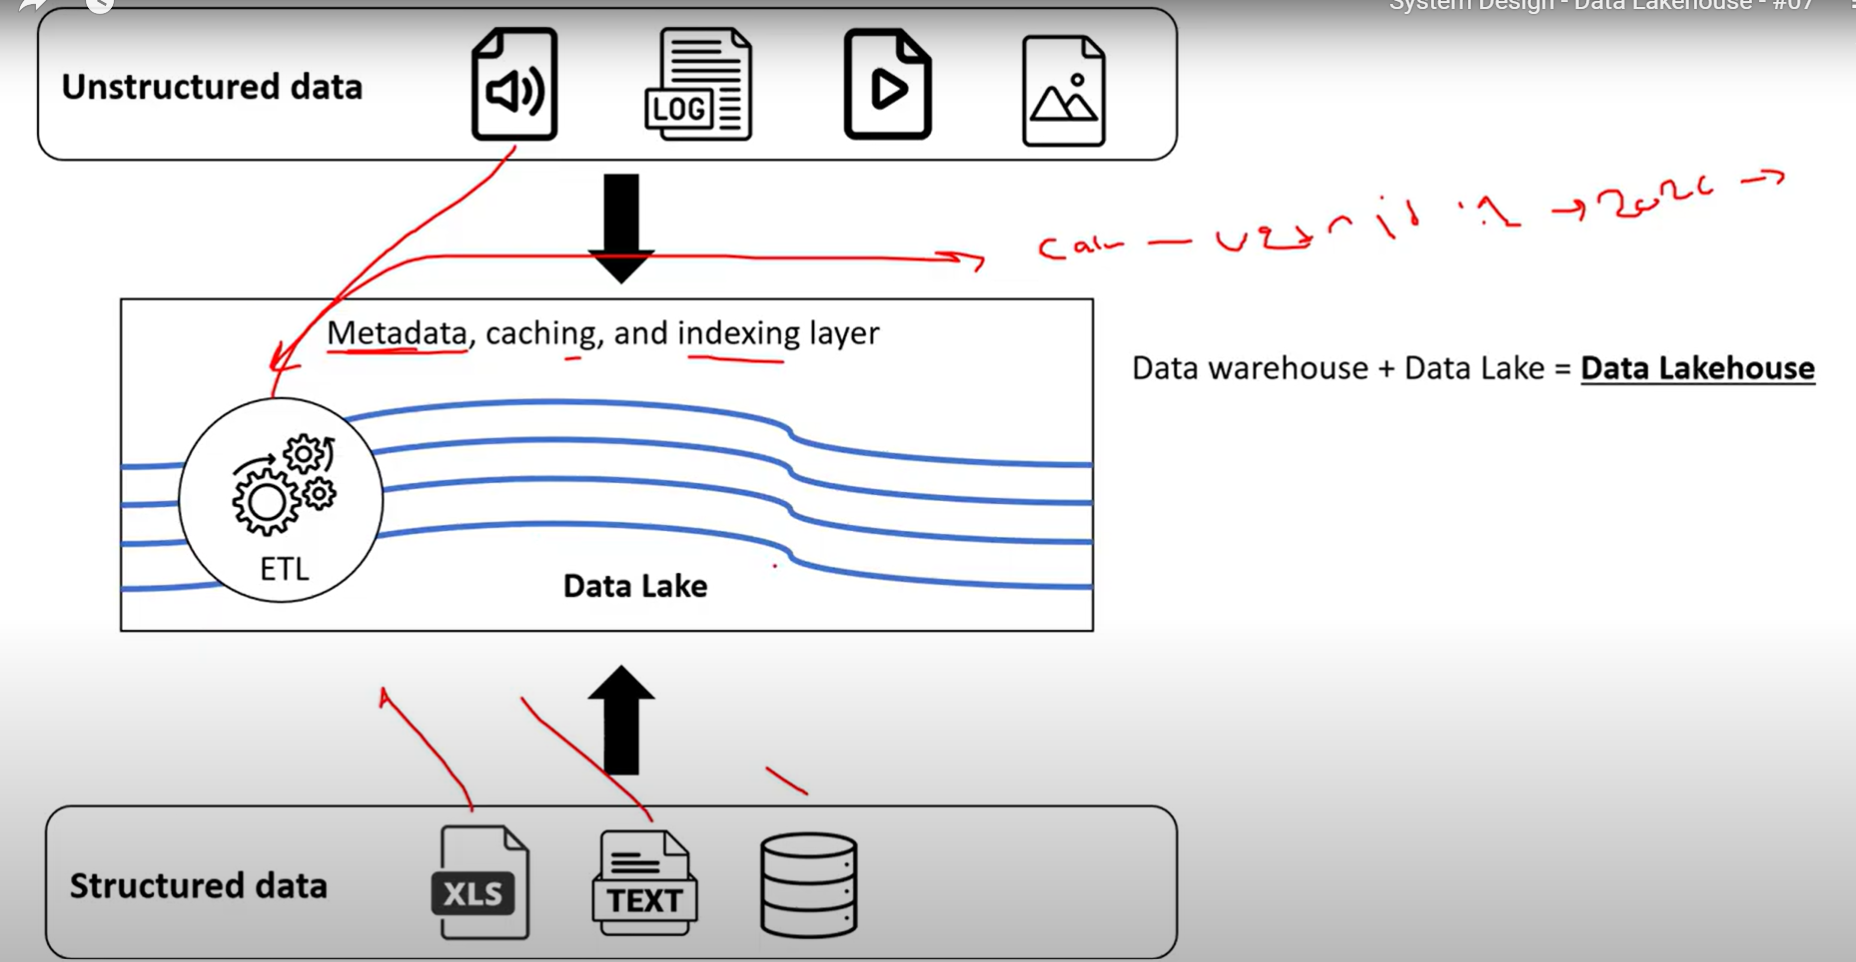 System Design - Data Lakehouse - #07
Unstructured data
LOG
Metadata, caching, and indexing layer
Data warehouse + Data Lake = Data Lakehouse
ETL
Data Lake
Structured data
XLS
TEXT